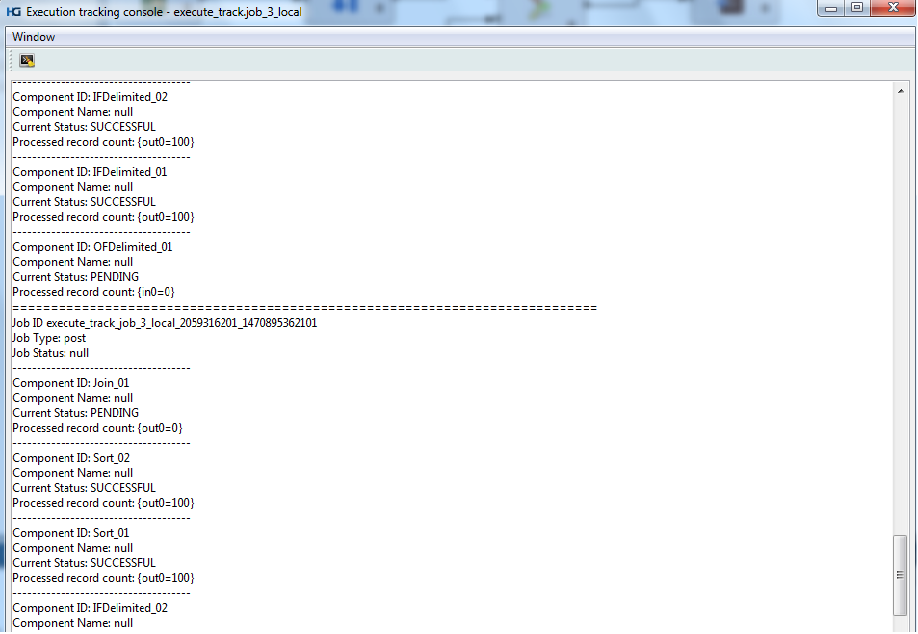 HG Execution tracking console - execute_track.job_3_local
Window
-------------------------------------
Component ID: IFDelimited_02
Component Name: null
Current Status: SUCCESSFUL
Processed record count: {out0=100}
-------------------------------------
Component ID: IFDelimited_01
Component Name: null
Current Status: SUCCESSFUL
Processed record count: {out0=100}
-------------------------------------
Component ID: OFDelimited_01
Component Name: null
Current Status: PENDING
Processed record count: {in0=0}
===========================================================================
Job ID execute_track_job_3_local_2059316201_1470895362101
Job Type: post
Job Status: null
-------------------------------------
Component ID: Join_01
Component Name: null
Current Status: PENDING
Processed record count: {out0=0}
-------------------------------------
Component ID: Sort_02
Component Name: null
Current Status: SUCCESSFUL
Processed record count: {out0=100}
-------------------------------------
Component ID: Sort_01
Component Name: null
Current Status: SUCCESSFUL
Processed record count: {out0=100}
-------------------------------------
Component ID: IFDelimited_02
Component Name: null